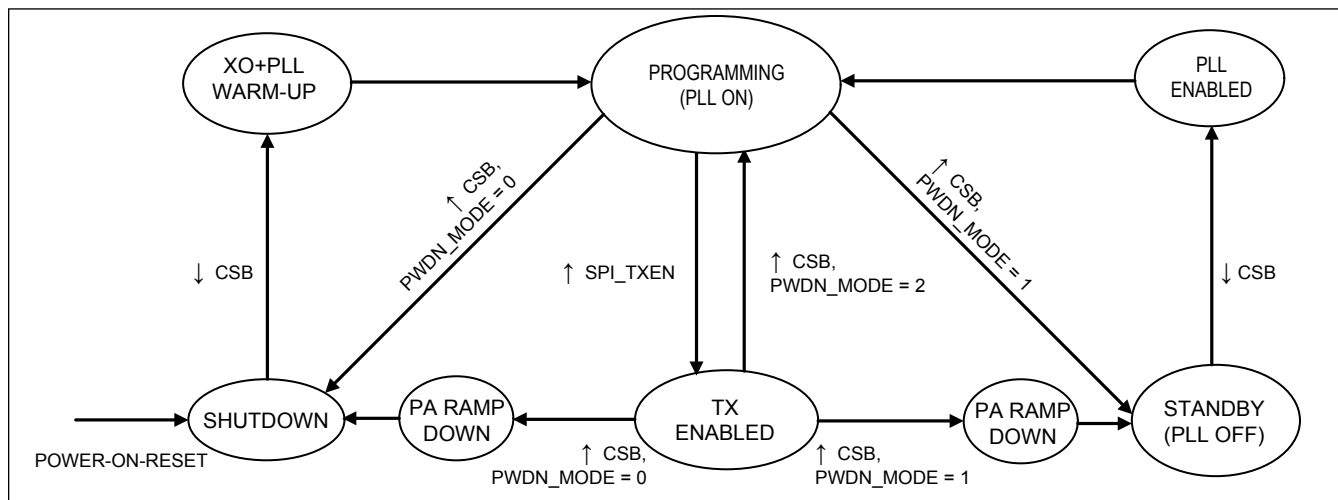 XO+PLL
WARM-UP
PROGRAMMING
(PLL ON)
PLL
ENABLED
↑ CSB,
PWDN_MODE = 0
↑ CSB,
PWDN_MODE = 1
↓ CSB
↑ SPI_TXEN
↑ CSB,
PWDN_MODE = 2
↓ CSB
SHUTDOWN
PA RAMP
DOWN
TX
ENABLED
PA RAMP
DOWN
STANDBY
(PLL OFF)
POWER-ON-RESET
↑ CSB,
PWDN_MODE = 0
↑ CSB,
PWDN_MODE = 1